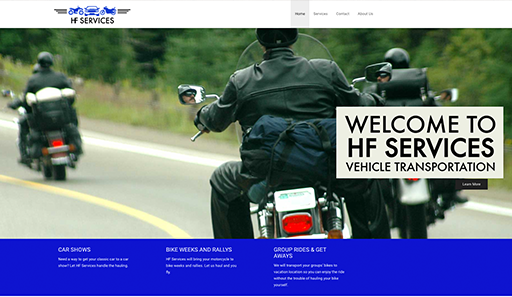 HF SERVICES
Home Services Contact About Us
WELCOME TO
HF SERVICES
VEHICLE TRANSPORTATION
Learn More
CAR SHOWS
Need a way to get your classic car to a car
show? Let HF Services handle the hauling.
BIKE WEEKS AND RALLYS
HF Services will bring your motorcycle to
bike weeks and rallies. Let us haul and you
fly
GROUP RIDES & GET
AWAYS
We will transport your groups' bikes to
vacation location so you can enjoy the ride
without the trouble of hauling your bike
yourself!